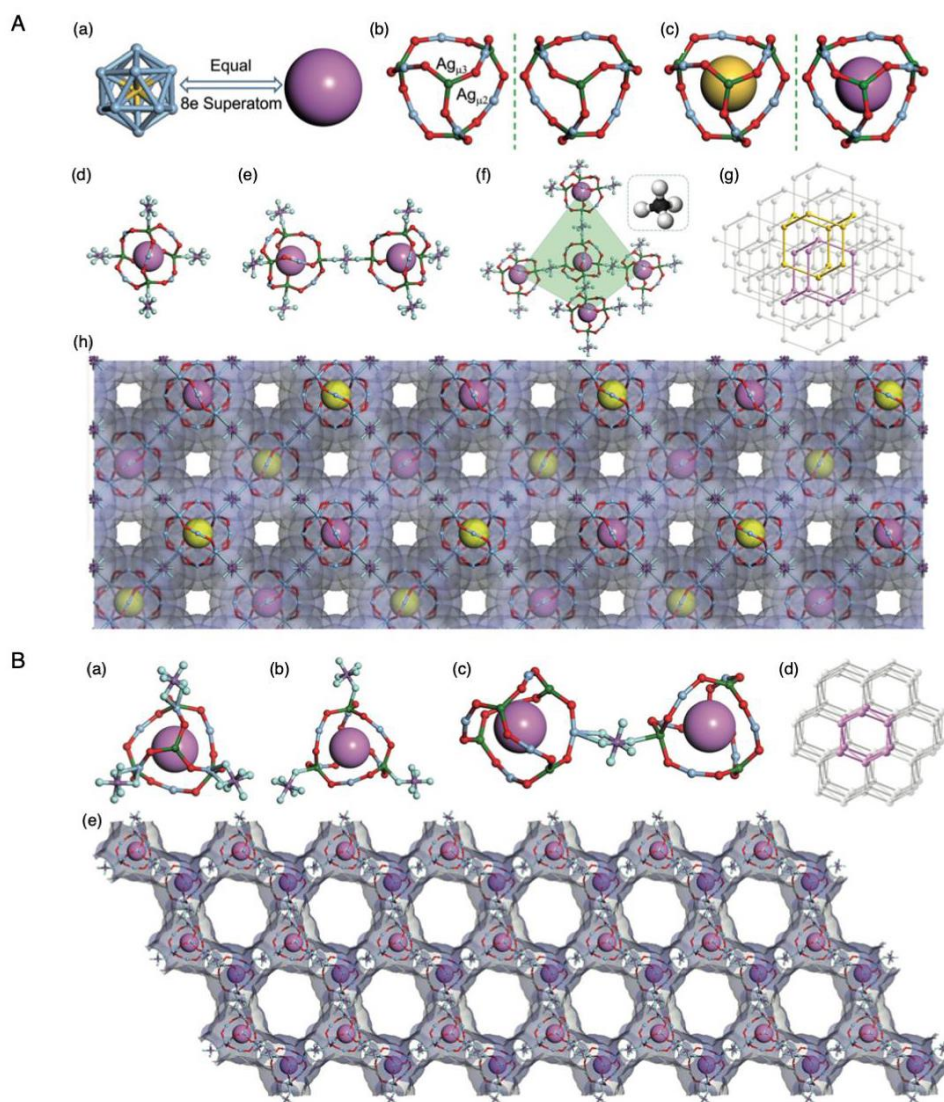 A
(a)
Equal
8e Superatom
(b)
Agμ3
Agμ2
(c)
(d)
(e)
(f)
(g)
(h)
B
(a)
(b)
(c)
(d)
(e)